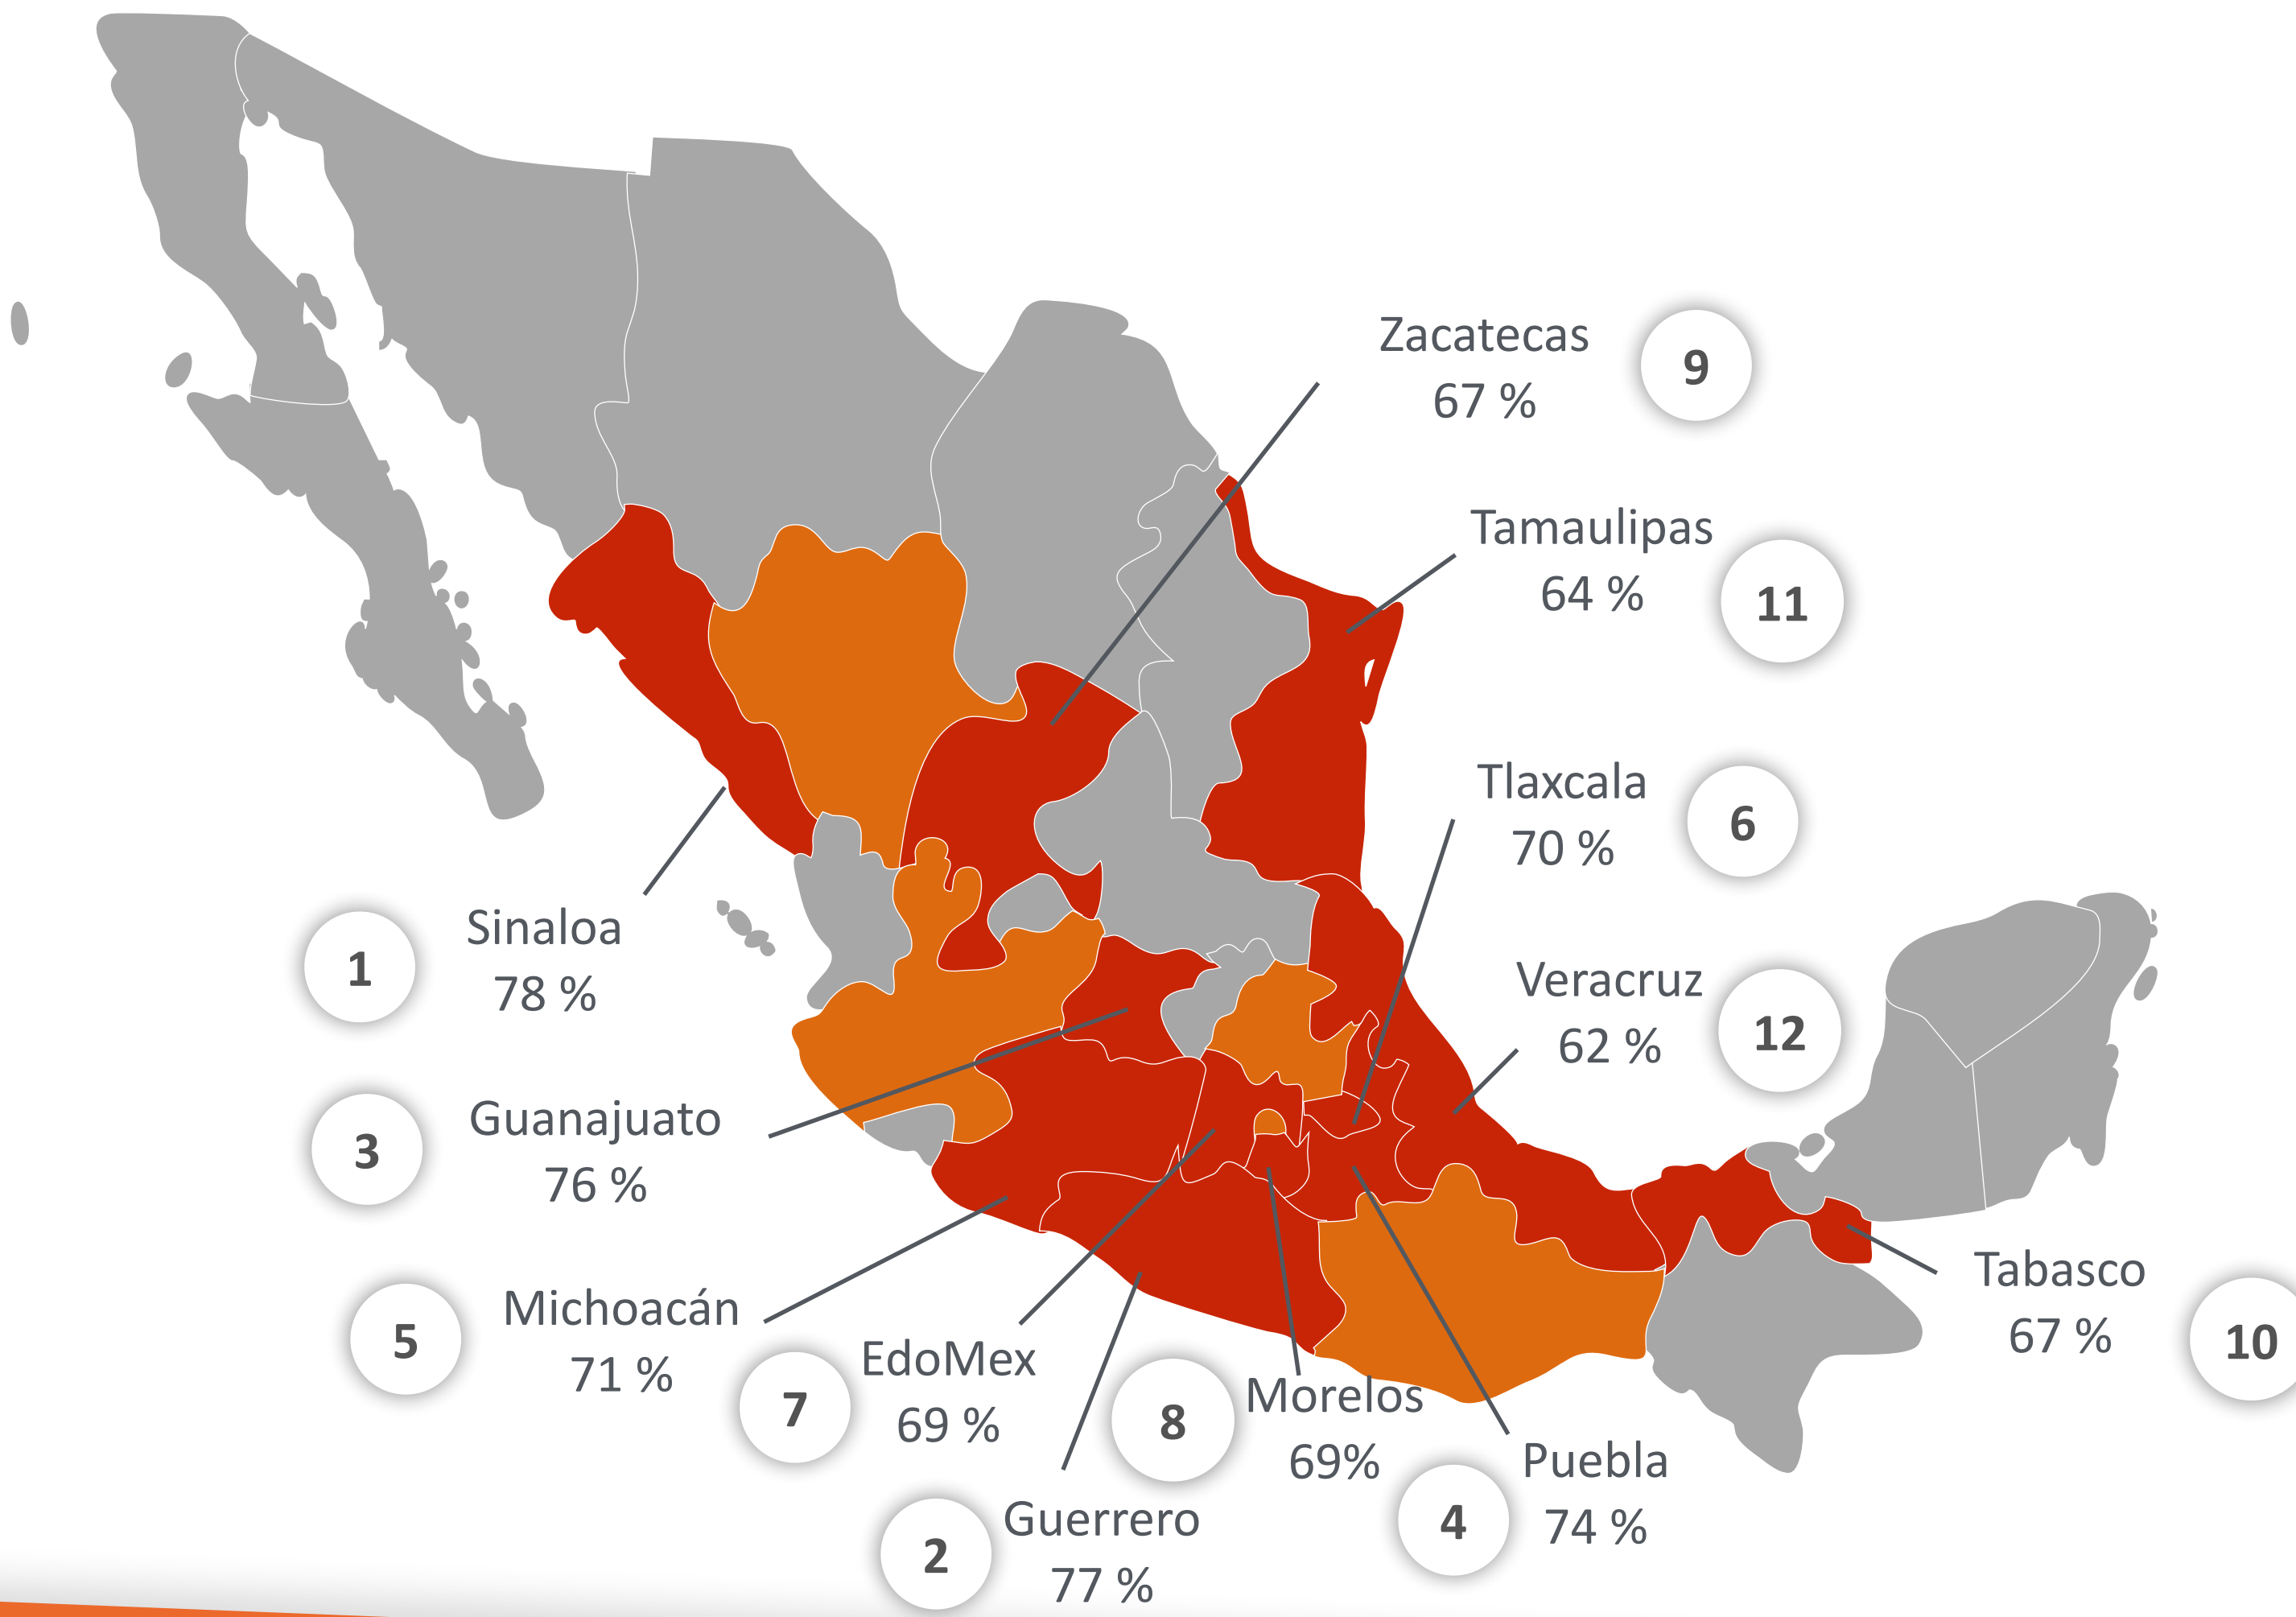 Zacatecas
67 %
9
Tamaulipas
64 %
11
Tlaxcala
70 %
6
Veracruz
62 %
12
1
Sinaloa
78 %
3
Guanajuato
76 %
5
Michoacán
71 %
7
EdoMex
69 %
8
Morelos
69%
2
Guerrero
77 %
4
Puebla
74 %
Tabasco
67 %
10